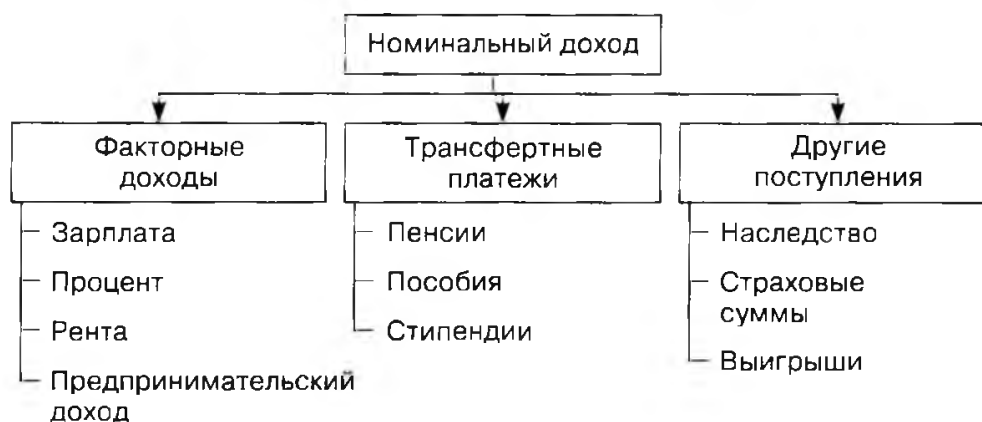 Номинальный доход
Факторные
доходы
Зарплата
Процент
Рента
Предпринимательский
доход
Трансфертные
платежи
Пенсии
Пособия
Стипендии
Другие
поступления
Наследство
Страховые
суммы
Выигрыши